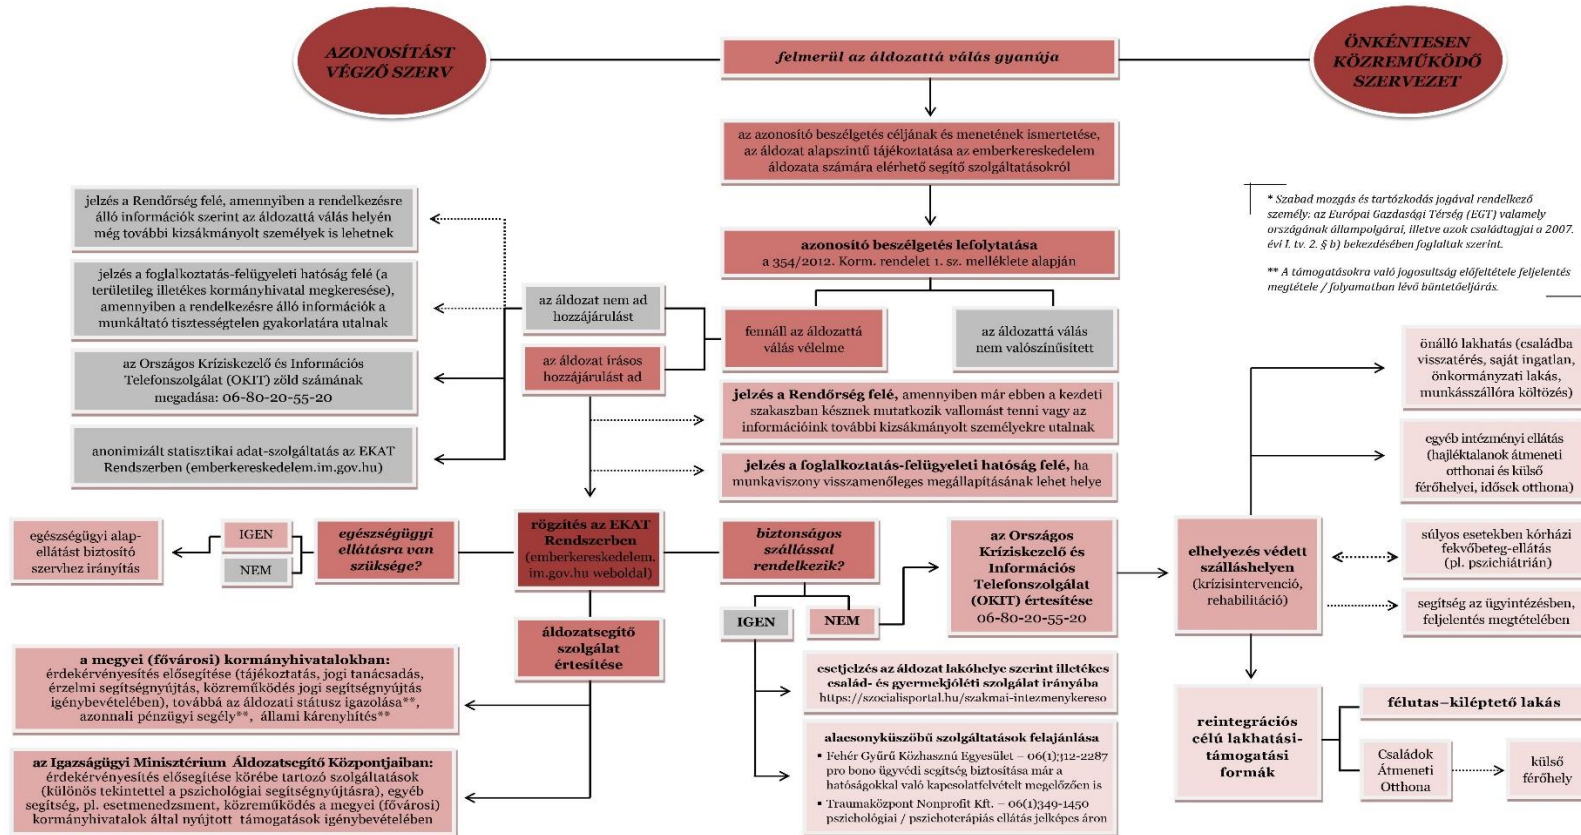 AZONOSÍTÁST
VÉGZŐ SZERV
felmerül az áldozattá válás gyanúja
ÖNKÉNTESEN
KÖZREMŰKÖDŐ
SZERVEZET
az azonosító beszélgetés céljának és menetének ismertetése,
az áldozat alapszintű tájékoztatása az emberkereskedelem
áldozata számára elérhető segítő szolgáltatásokról
* Szabad mozgás és tartózkodás jogával rendelkező
személy: az Európai Gazdasági Térség (EGT) valamely
országának állampolgárai, illetve azok családtagjai a 2007.
évi I. tv. 2. § b) bekezdésében foglaltak szerint.
** A támogatásokra való jogosultság előfeltétele feljelentés
megtétele / folyamatban lévő büntetőeljárás.
azonosító beszélgetés lefolytatása
a 354/2012. Korm. rendelet 1. sz. melléklete alapján
jelzés a Rendőrség felé, amennyiben a rendelkezésre
álló információk szerint az áldozattá válás helyén
még további kizsákmányolt személyek is lehetnek
jelzés a foglalkoztatás-felügyeleti hatóság felé (a
területileg illetékes kormányhivatal megkeresése),
amennyiben a rendelkezésre álló információk a
munkáltató tisztességtelen gyakorlatára utalnak
az Országos Kríziskezelő és Információs
Telefonszolgálat (OKIT) zöld számának
megadása: 06-80-20-55-20
anonimizált statistikai adat-szolgáltatás az EKAT
Rendszerben (emberkereskedelem.im.gov.hu)
az áldozat nem ad
hozzájárulást
az áldozat írásos
hozzájárulást ad
fennáll az áldozattá
válás vélelme
az áldozattá válás
nem valószínűsített
jelzés a Rendőrség felé, amennyiben már ebben a kezdeti
szakaszban késznek mutatkozik vallomást tenni vagy az
információink további kizsákmányolt személyekre utalnak
jelzés a foglalkoztatás-felügyeleti hatóság felé, ha
munkaviszony visszamenőleges megállapításának lehet helye
egészségügyi alap-
ellátást biztosító
szervhez irányítás
IGEN
NEM
egészségügyi
ellátásra van
szüksége?
rögzítés az EKAT
Rendszerben
(emberkereskedelem.
im.gov.hu weboldal)
biztonságos
szállással
rendelkezik?
IGEN
NEM
az Országos
Kríziskezelő és
Információs
Telefonszolgálat
(OKIT) értesítése
06-80-20-55-20
elhelyezés védett
szálláshelyen
(krízisintervenció,
rehabilitáció)
önálló lakhatás (családba
visszatérés, saját ingatlan,
önkormányzati lakás,
munkásszállóra költözés)
egyéb intézményi ellátás
(hajléktalanok átmeneti
otthonai és külső
férőhelyei, idősek otthona)
súlyos esetekben kórházi
fekvőbeteg-ellátás
(pl. pszichiátrián)
segítség az ügyintézésben,
feljelentés megtételében
áldozatsegítő
szolgálat
értesítése
a megyei (fővárosi) kormányhivatalokban:
érdekérvényesítés elősegítése (tájékoztatás, jogi tanácsadás,
érzelmi segítségnyújtás, közreműködés jogi segítségnyújtás
igénybevételében), továbbá az áldozati státusz igazolása**,
azonnali pénzügyi segély**, állami kárenyhítés**
az Igazságügyi Minisztérium Áldozatsegítő Központjaiban:
érdekérvényesítés elősegítése körébe tartozó szolgáltatások
(különös tekintettel a pszichológiai segítségnyújtásra), egyéb
segítség, pl. esetmenedzsment, közreműködés a megyei (fővárosi)
kormányhivatalok által nyújtott támogatások igénybevételében
esetjelzés az áldozat lakóhelye szerint illetékes
család- és gyermekjóléti szolgálat irányába
https://szocialisportal.hu/szakmai-intezmenykereso
alacsonyküszöbű szolgáltatások felajánlása
▪ Fehér Gyűrű Közhasznú Egyesület – 06(1)312-2287
pro bono ügyvédi segítség biztosítása már a
hatóságokkal való kapcsolatfelvételt megelőzően is
▪ Traumaközpont Nonprofit Kft. – 06(1)349-1450
pszichológiai / pszichoterápiás ellátás jelképes áron
reintegrációs
célú lakhatási-
támogatási
formák
félutas–kiléptető lakás
Családok
Átmeneti
Otthona
külső
férőhely